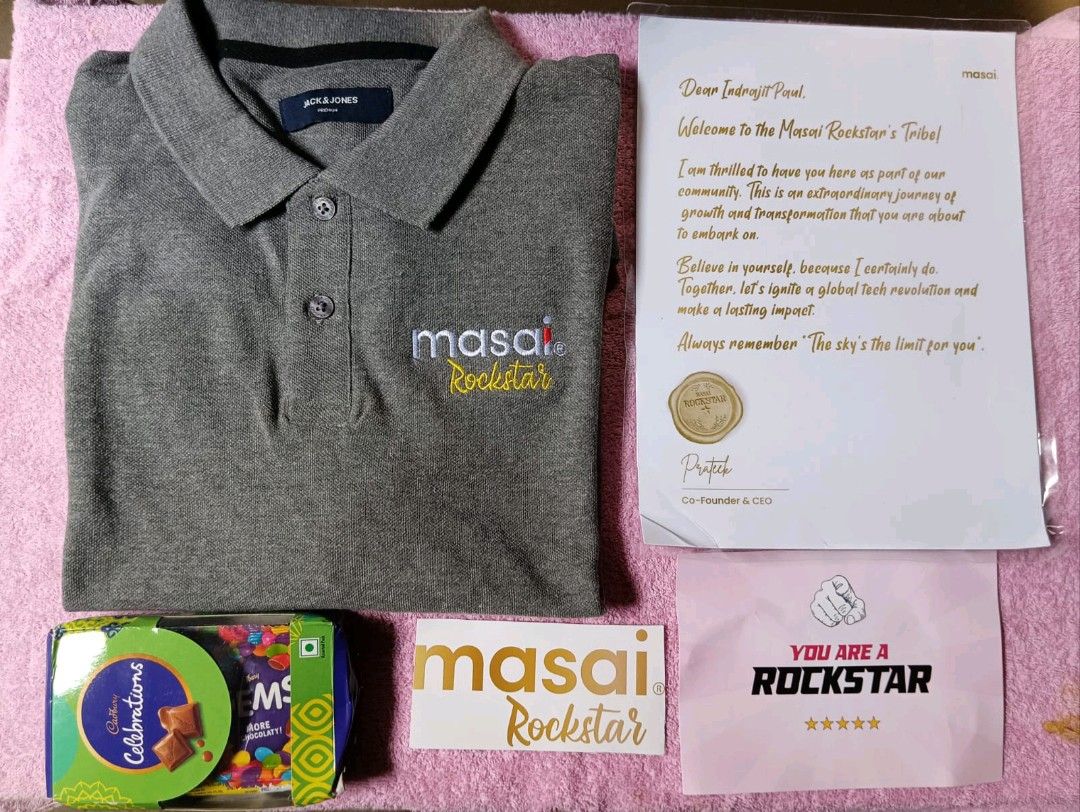 JACK&JONES
PREMIUM
masai®
Rockstar
masai.
Dear Indrajit Paul,
Welcome to the Masai Rockstar's Tribe!
I am thrilled to have you here as part of our
community. This is an extraordinary journey of
growth and transformation that you are about
to embark on.
Believe in yourself, because I certainly do.
Together, let's ignite a global tech revolution and
make a lasting impact.
Always remember "The sky's the limit for you".
masai
ROCKSTAR
Prateek
Co-Founder & CEO
Cadbury
Celebrations
EMS
MORE
CHOCOLATY!
masai®
Rockstar
YOU ARE A
ROCKSTAR